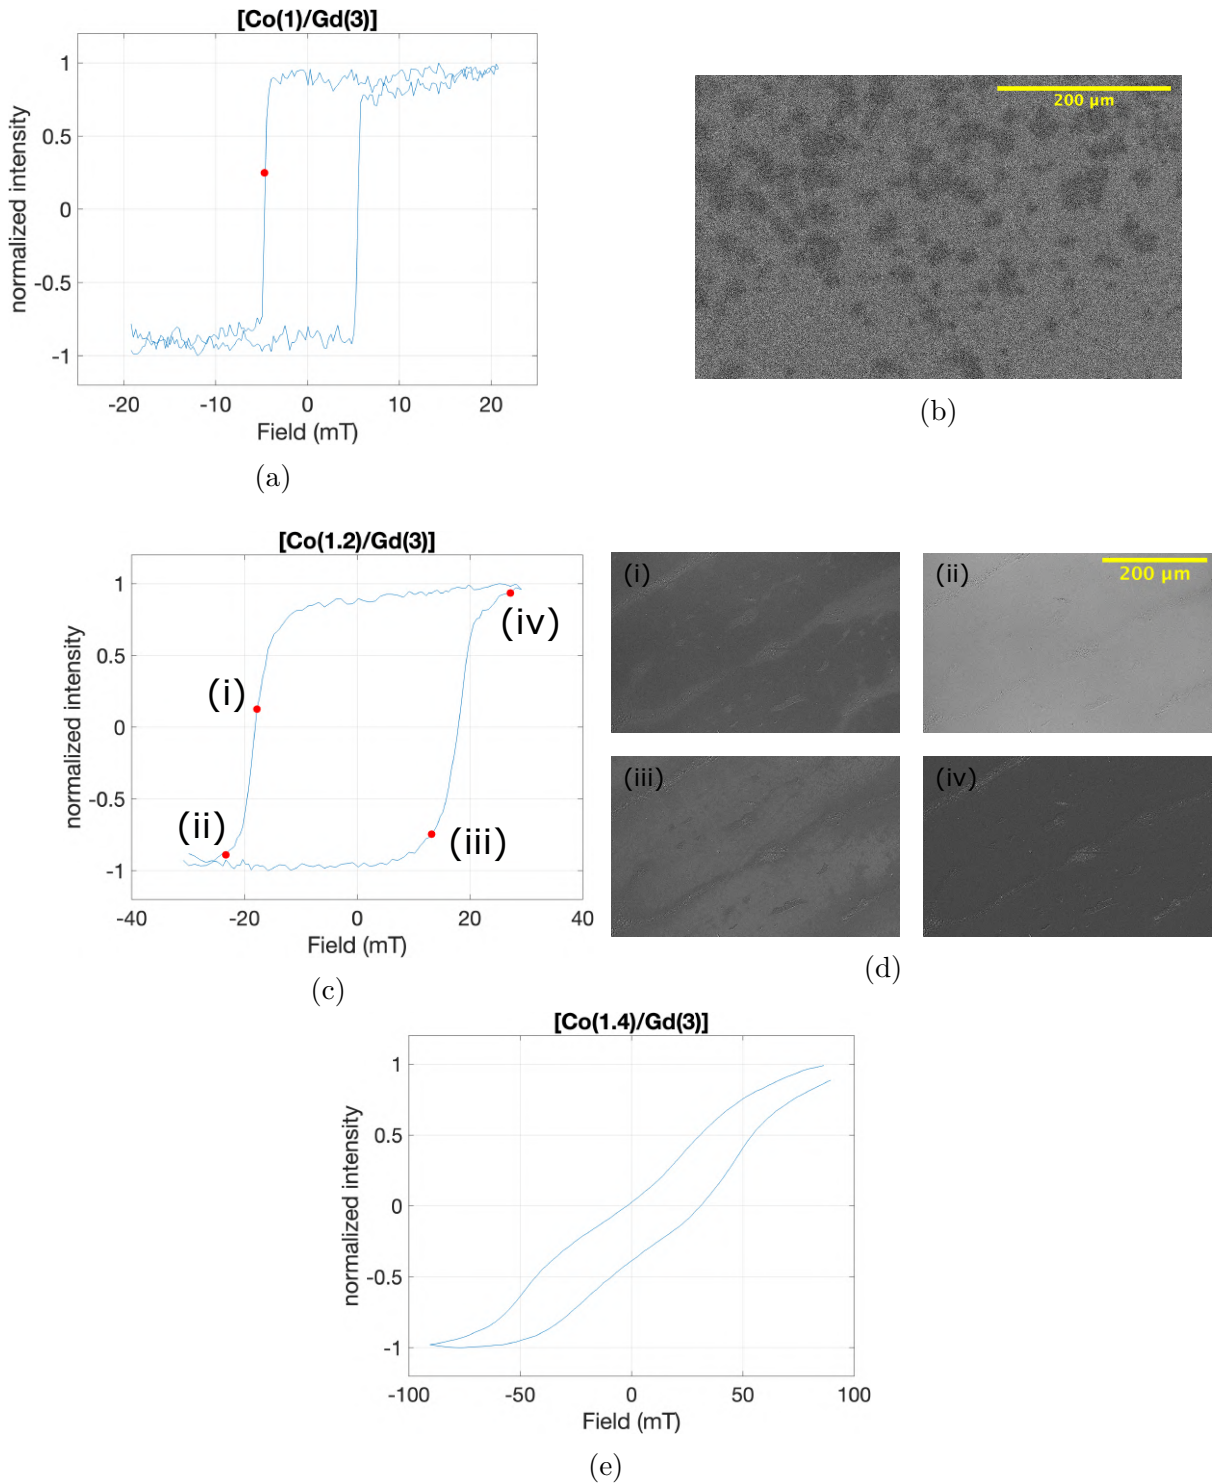 [Co(1)/Gd(3)]
1
0.5
0
-0.5
-1
normalized intensity
-20 -10 0 10 20
Field (mT)
(a)
200 µm
(b)
[Co(1.2)/Gd(3)]
1
0.5
0
-0.5
-1
normalized intensity
(i)
(ii)
(iii)
(iv)
-40 -20 0 20 40
Field (mT)
(c)
(i)
(ii)
200 µm
(iii)
(iv)
(d)
[Co(1.4)/Gd(3)]
1
0.5
0
-0.5
-1
normalized intensity
-100 -50 0 50 100
Field (mT)
(e)